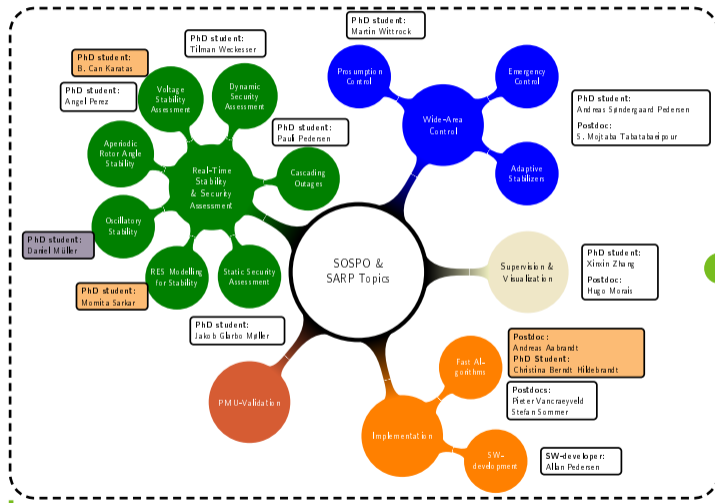 PhD student:
Martin Wittrock
PhD student:
Tilman Weckesser
PhD student:
B. Can Karatas
PhD student:
Angel Perez
Voltage
Stability
Assessment
Dynamic
Security
Assessment
Prosumption
Control
Emergency
Control
PhD student:
Andreas Søndergaard Pedersen
Postdoc:
S. Mojtaba Tabatabaeipour
Wide-Area
Control
PhD student:
Pauli Pedersen
Aperiodic
Rotor Angle
Stability
Real-Time
Stability
& Security
Assessment
Cascading
Outages
Adaptive
Stabilizers
Oscillatory
Stability
PhD student:
Daniel Müller
RES Modelling
for Stability
Static Security
Assessment
SOSPO &
SARP Topics
Supervision &
Visualization
PhD student:
Xinxin Zhang
Postdoc:
Hugo Morais
PhD student:
Momita Sarkar
PhD student:
Jakob Glarbo Møller
Postdoc:
Andreas Aabrandt
PhD Student:
Christina Berndt Hildebrandt
Fast Al-
gorithms
Postdocs:
Pieter Vancraeyveld
Stefan Sommer
PMU-Validation
Implementation
SW-
development
SW-developer:
Allan Pedersen